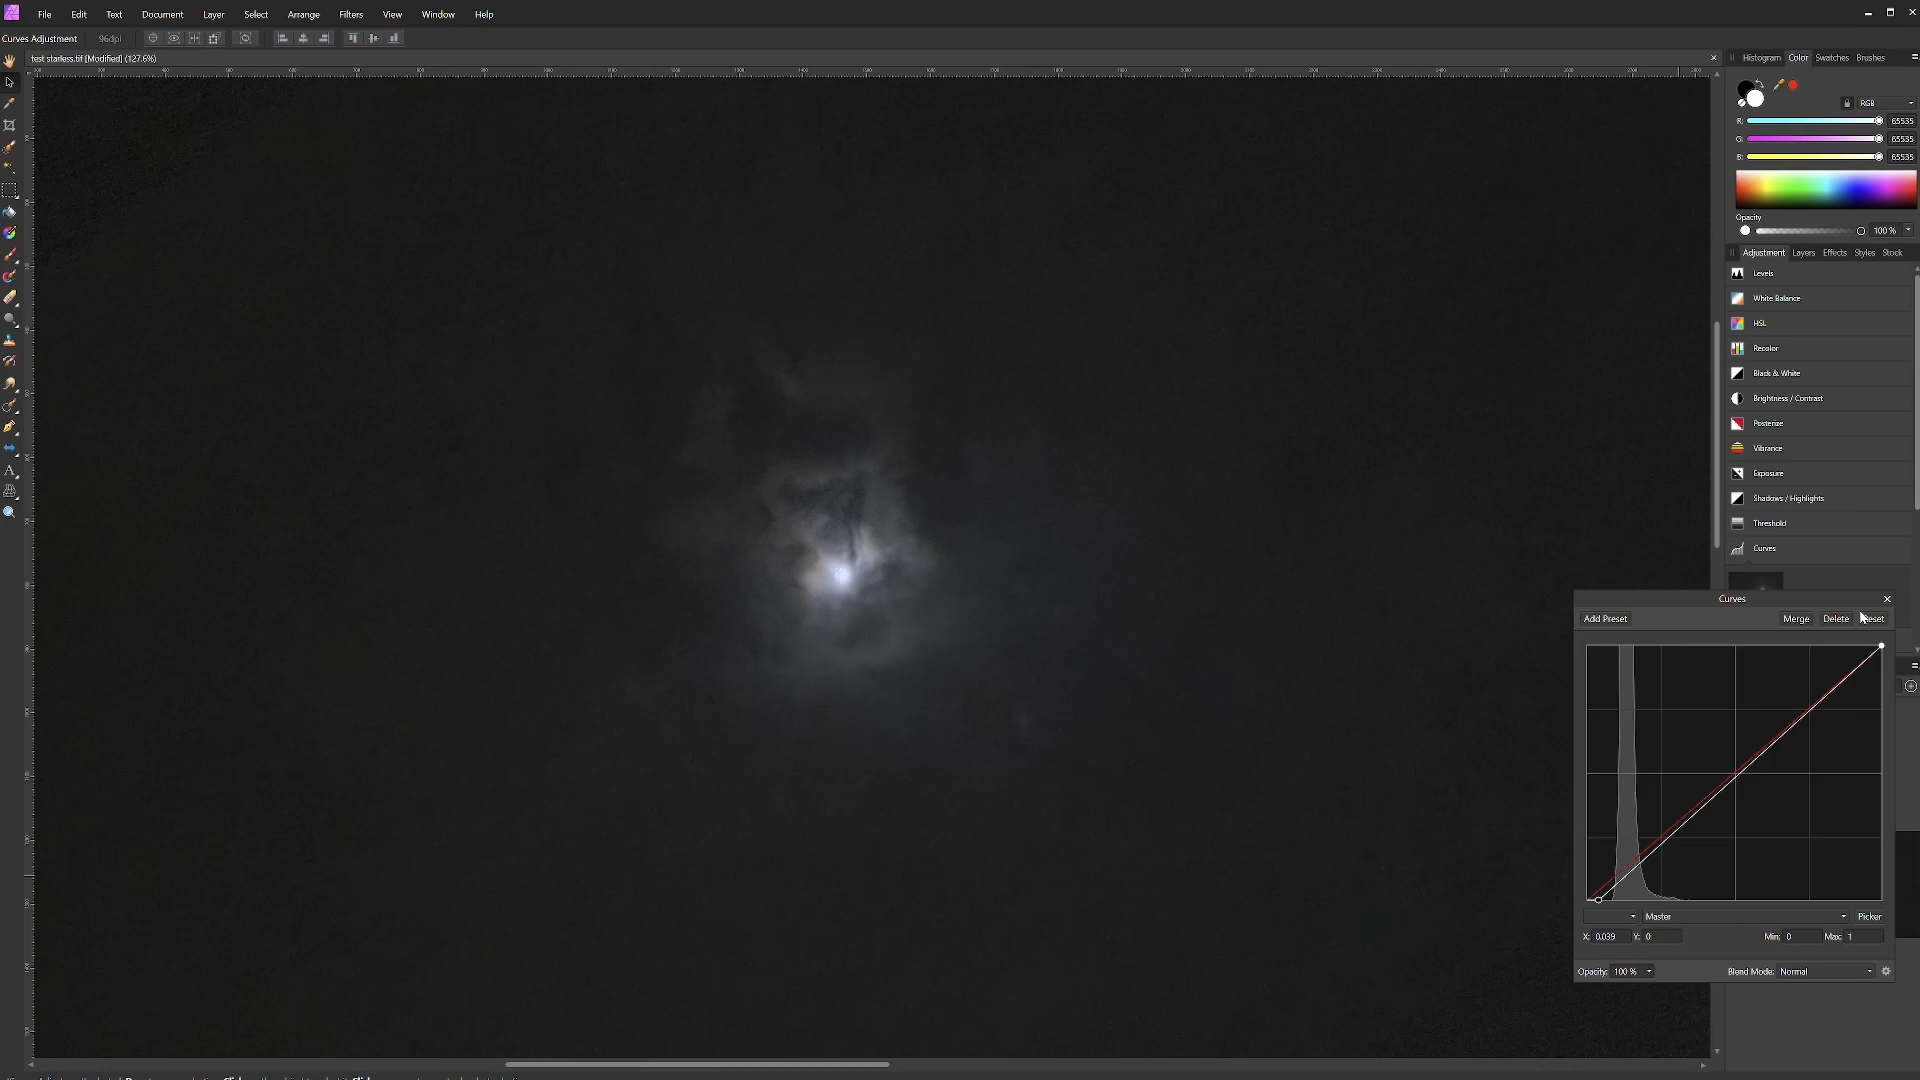 File Edit Text Document Layer Select Arrange Filters View Window Help
Curves Adjustment 96dpi
test starless.tif [Modified] (127.6%)
Histogram Color Swatches Brushes
RGB
R: 65535
G: 65535
B: 65535
Opacity
100 %
Adjustment Layers Effects Styles Stock
Levels
White Balance
HSL
Recolor
Black & White
Brightness / Contrast
Posterize
Vibrance
Exposure
Shadows / Highlights
Threshold
Curves
Curves
Add Preset Merge Delete
Master Picker
X: 0.039 Y: 0 Min: 0 Max: 1
Opacity: 100 % Blend Mode: Normal